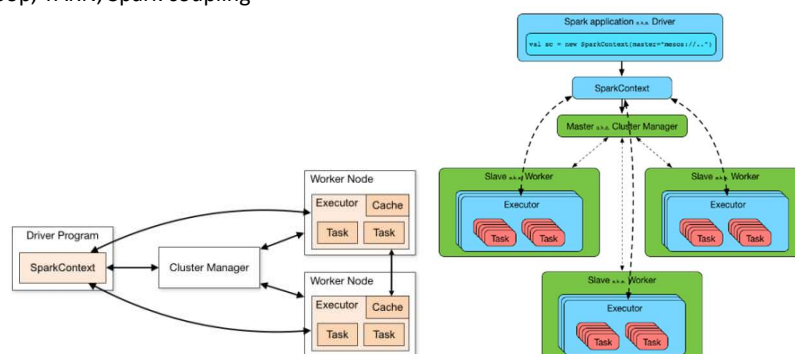 Spark coupling
Driver Program
SparkContext
Cluster Manager
Worker Node
Executor
Cache
Task
Task
Worker Node
Executor
Cache
Task
Task
Spark application a.k.a. Driver
val sc = new SparkContext(master="mesos://..")
SparkContext
Master a.k.a. Cluster Manager
Slave a.k.a. Worker
Executor
Task
Task
Slave a.k.a. Worker
Executor
Task
Task
Slave a.k.a. Worker
Executor
Task
Task